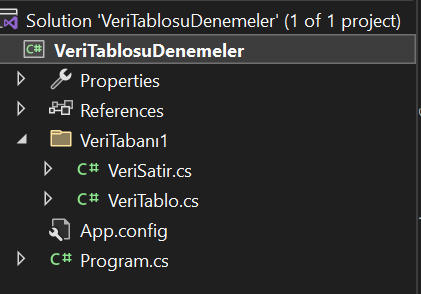 Solution 'VeriTablosuDenemeler' (1 of 1 project)
C# VeriTablosuDenemeler
Properties
References
VeriTabanı1
C# VeriSatir.cs
C# VeriTablo.cs
App.config
C# Program.cs